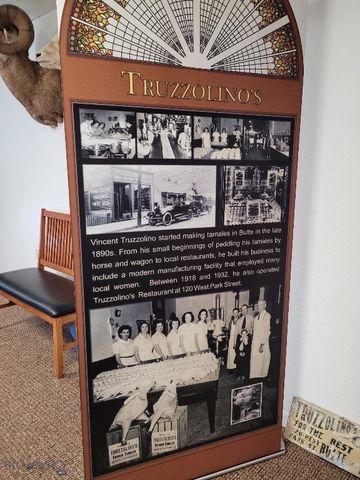 TRUZZOLINO'S
Vincent Truzzolino started making tamales in Butte in the late
1890s. From his small beginnings of peddling his tamales by
horse and wagon to local restaurants, he built his business to
include a modern manufacturing facility that employed many
local women. Between 1918 and 1932, he also operated
Truzzolino's Restaurant at 120 West Park Street.
TRUZZOLINO'S
FOR THE BEST
BUTTE